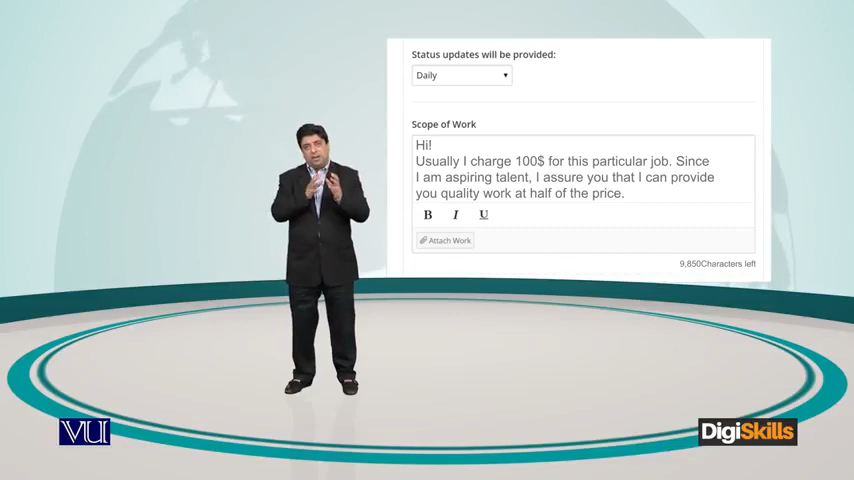 Status updates will be provided:
Daily
Scope of Work
Hi!
Usually I charge 100$ for this particular job. Since
I am aspiring talent, I assure you that I can provide
you quality work at half of the price.
B I U
Attach Work
9,850Characters left
VU
DigiSkills